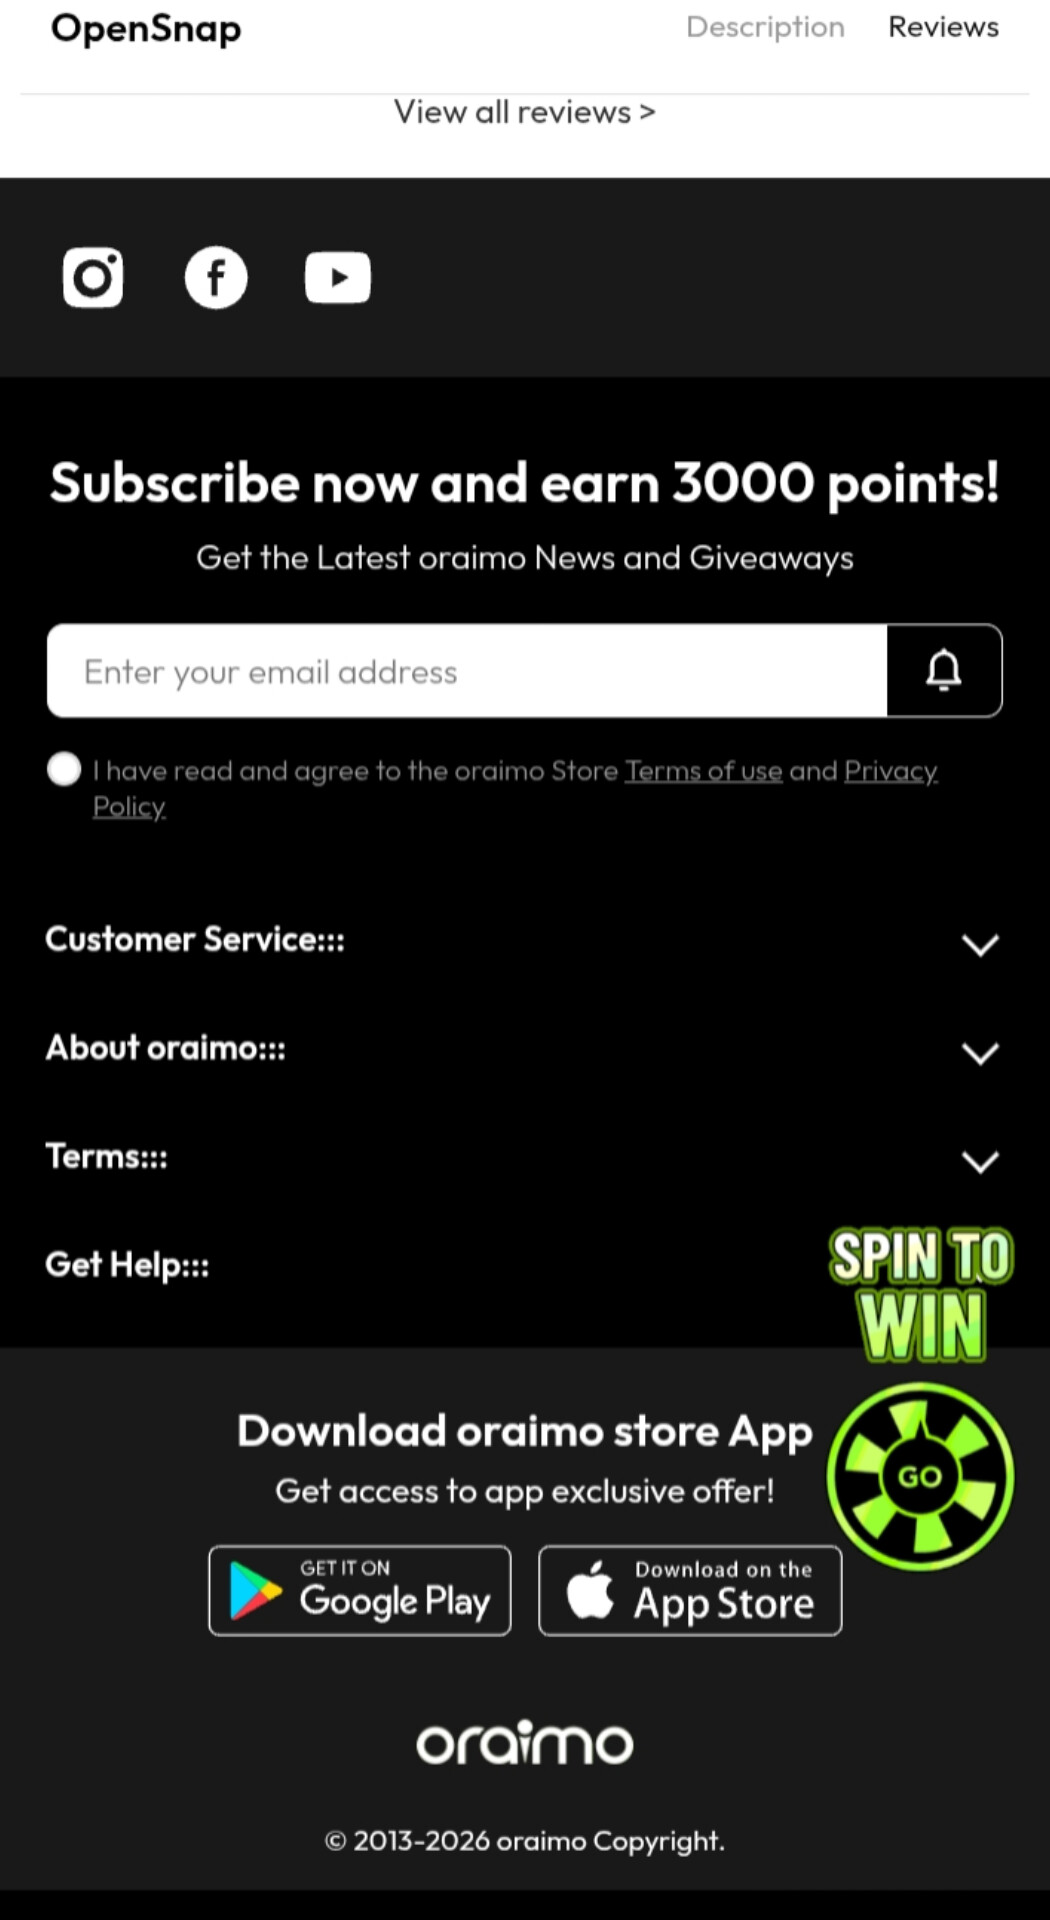 OpenSnap Description Reviews
View all reviews >
Subscribe now and earn 3000 points!
Get the Latest oraimo News and Giveaways
Enter your email address
I have read and agree to the oraimo Store Terms of use and Privacy
Policy
Customer Service:::
About oraimo:::
Terms:::
Get Help:::
SPIN TO
WIN
GO
Download oraimo store App
Get access to app exclusive offer!
GET IT ON
Google Play
Download on the
App Store
oraimo
© 2013-2026 oraimo Copyright.